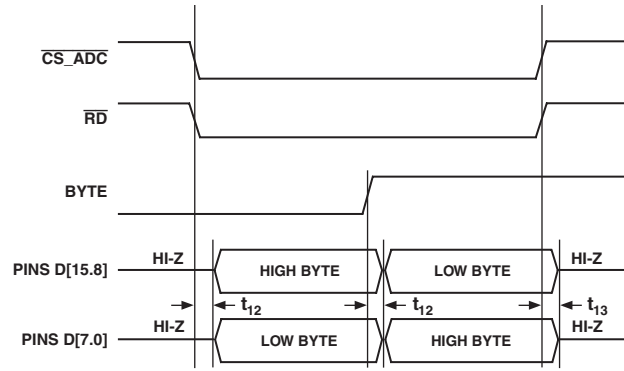 CS_ADC
RD
BYTE
PINS D[15.8] HI-Z HIGH BYTE LOW BYTE HI-Z
t12 t12 t13
PINS D[7.0] HI-Z LOW BYTE HIGH BYTE HI-Z